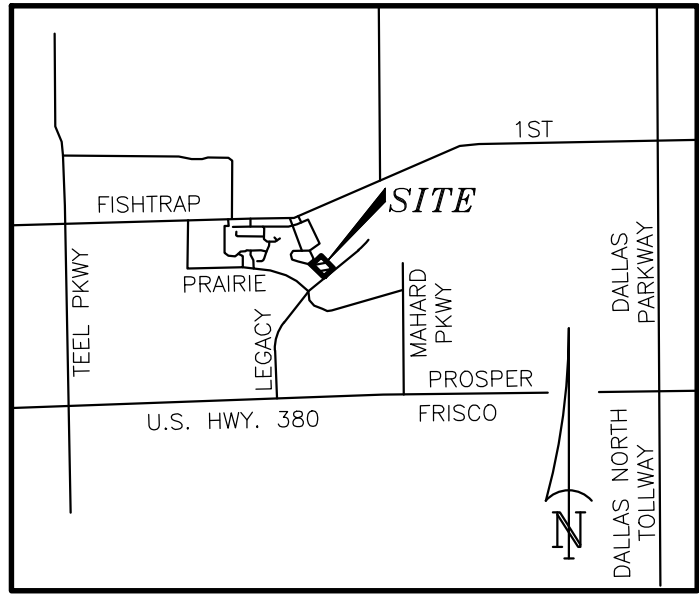 1ST
FISHTRAP
SITE
PRAIRIE
TEEL PKWY
LEGACY
MAHARD
PKWY
DALLAS
PARKWAY
PROSPER
U.S. HWY. 380
FRISCO
DALLAS NORTH
TOLLWAY
N